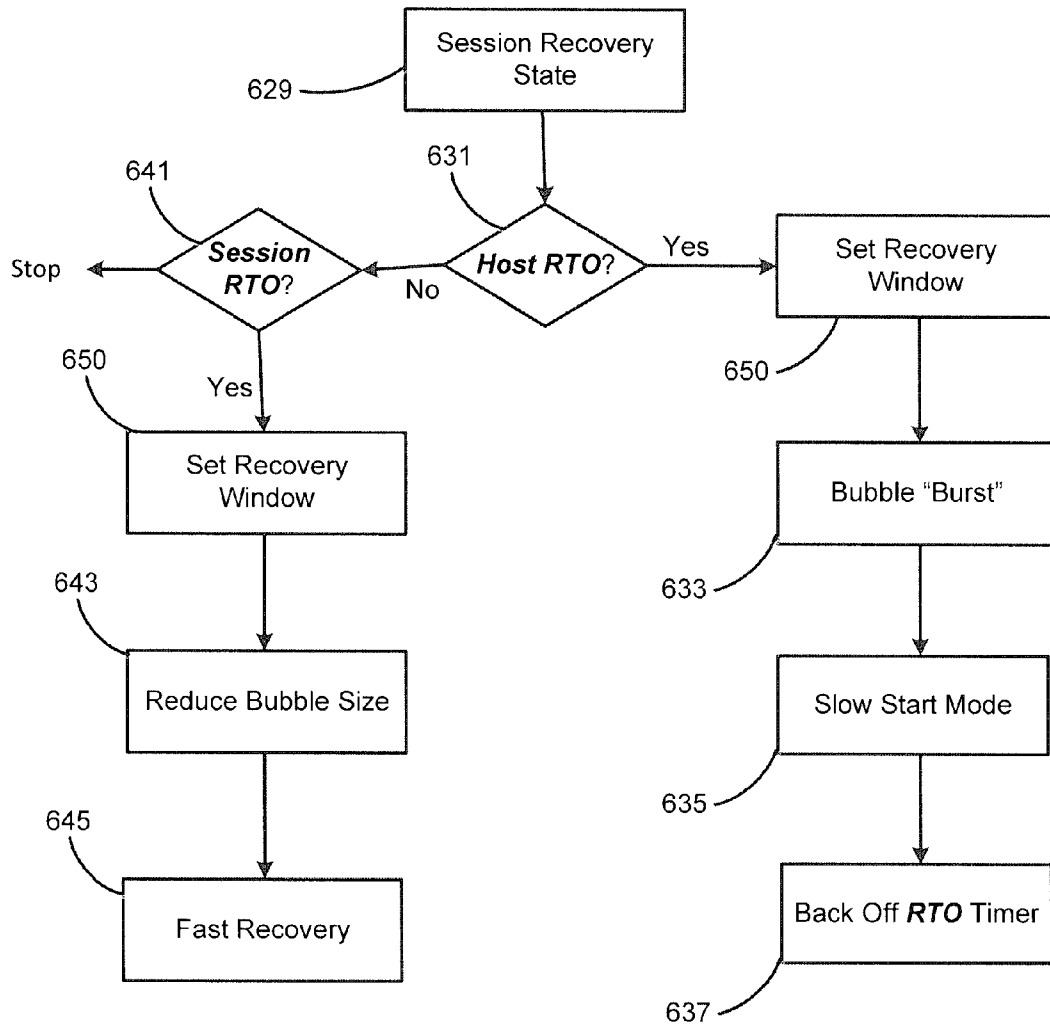 Session Recovery
State
629
631
641
Session
RTO?
Stop
Host RTO?
Yes
No
Set Recovery
Window
650
650
Yes
Set Recovery
Window
Bubble “Burst”
633
643
Reduce Bubble Size
Slow Start Mode
635
645
Fast Recovery
Back Off RTO Timer
637